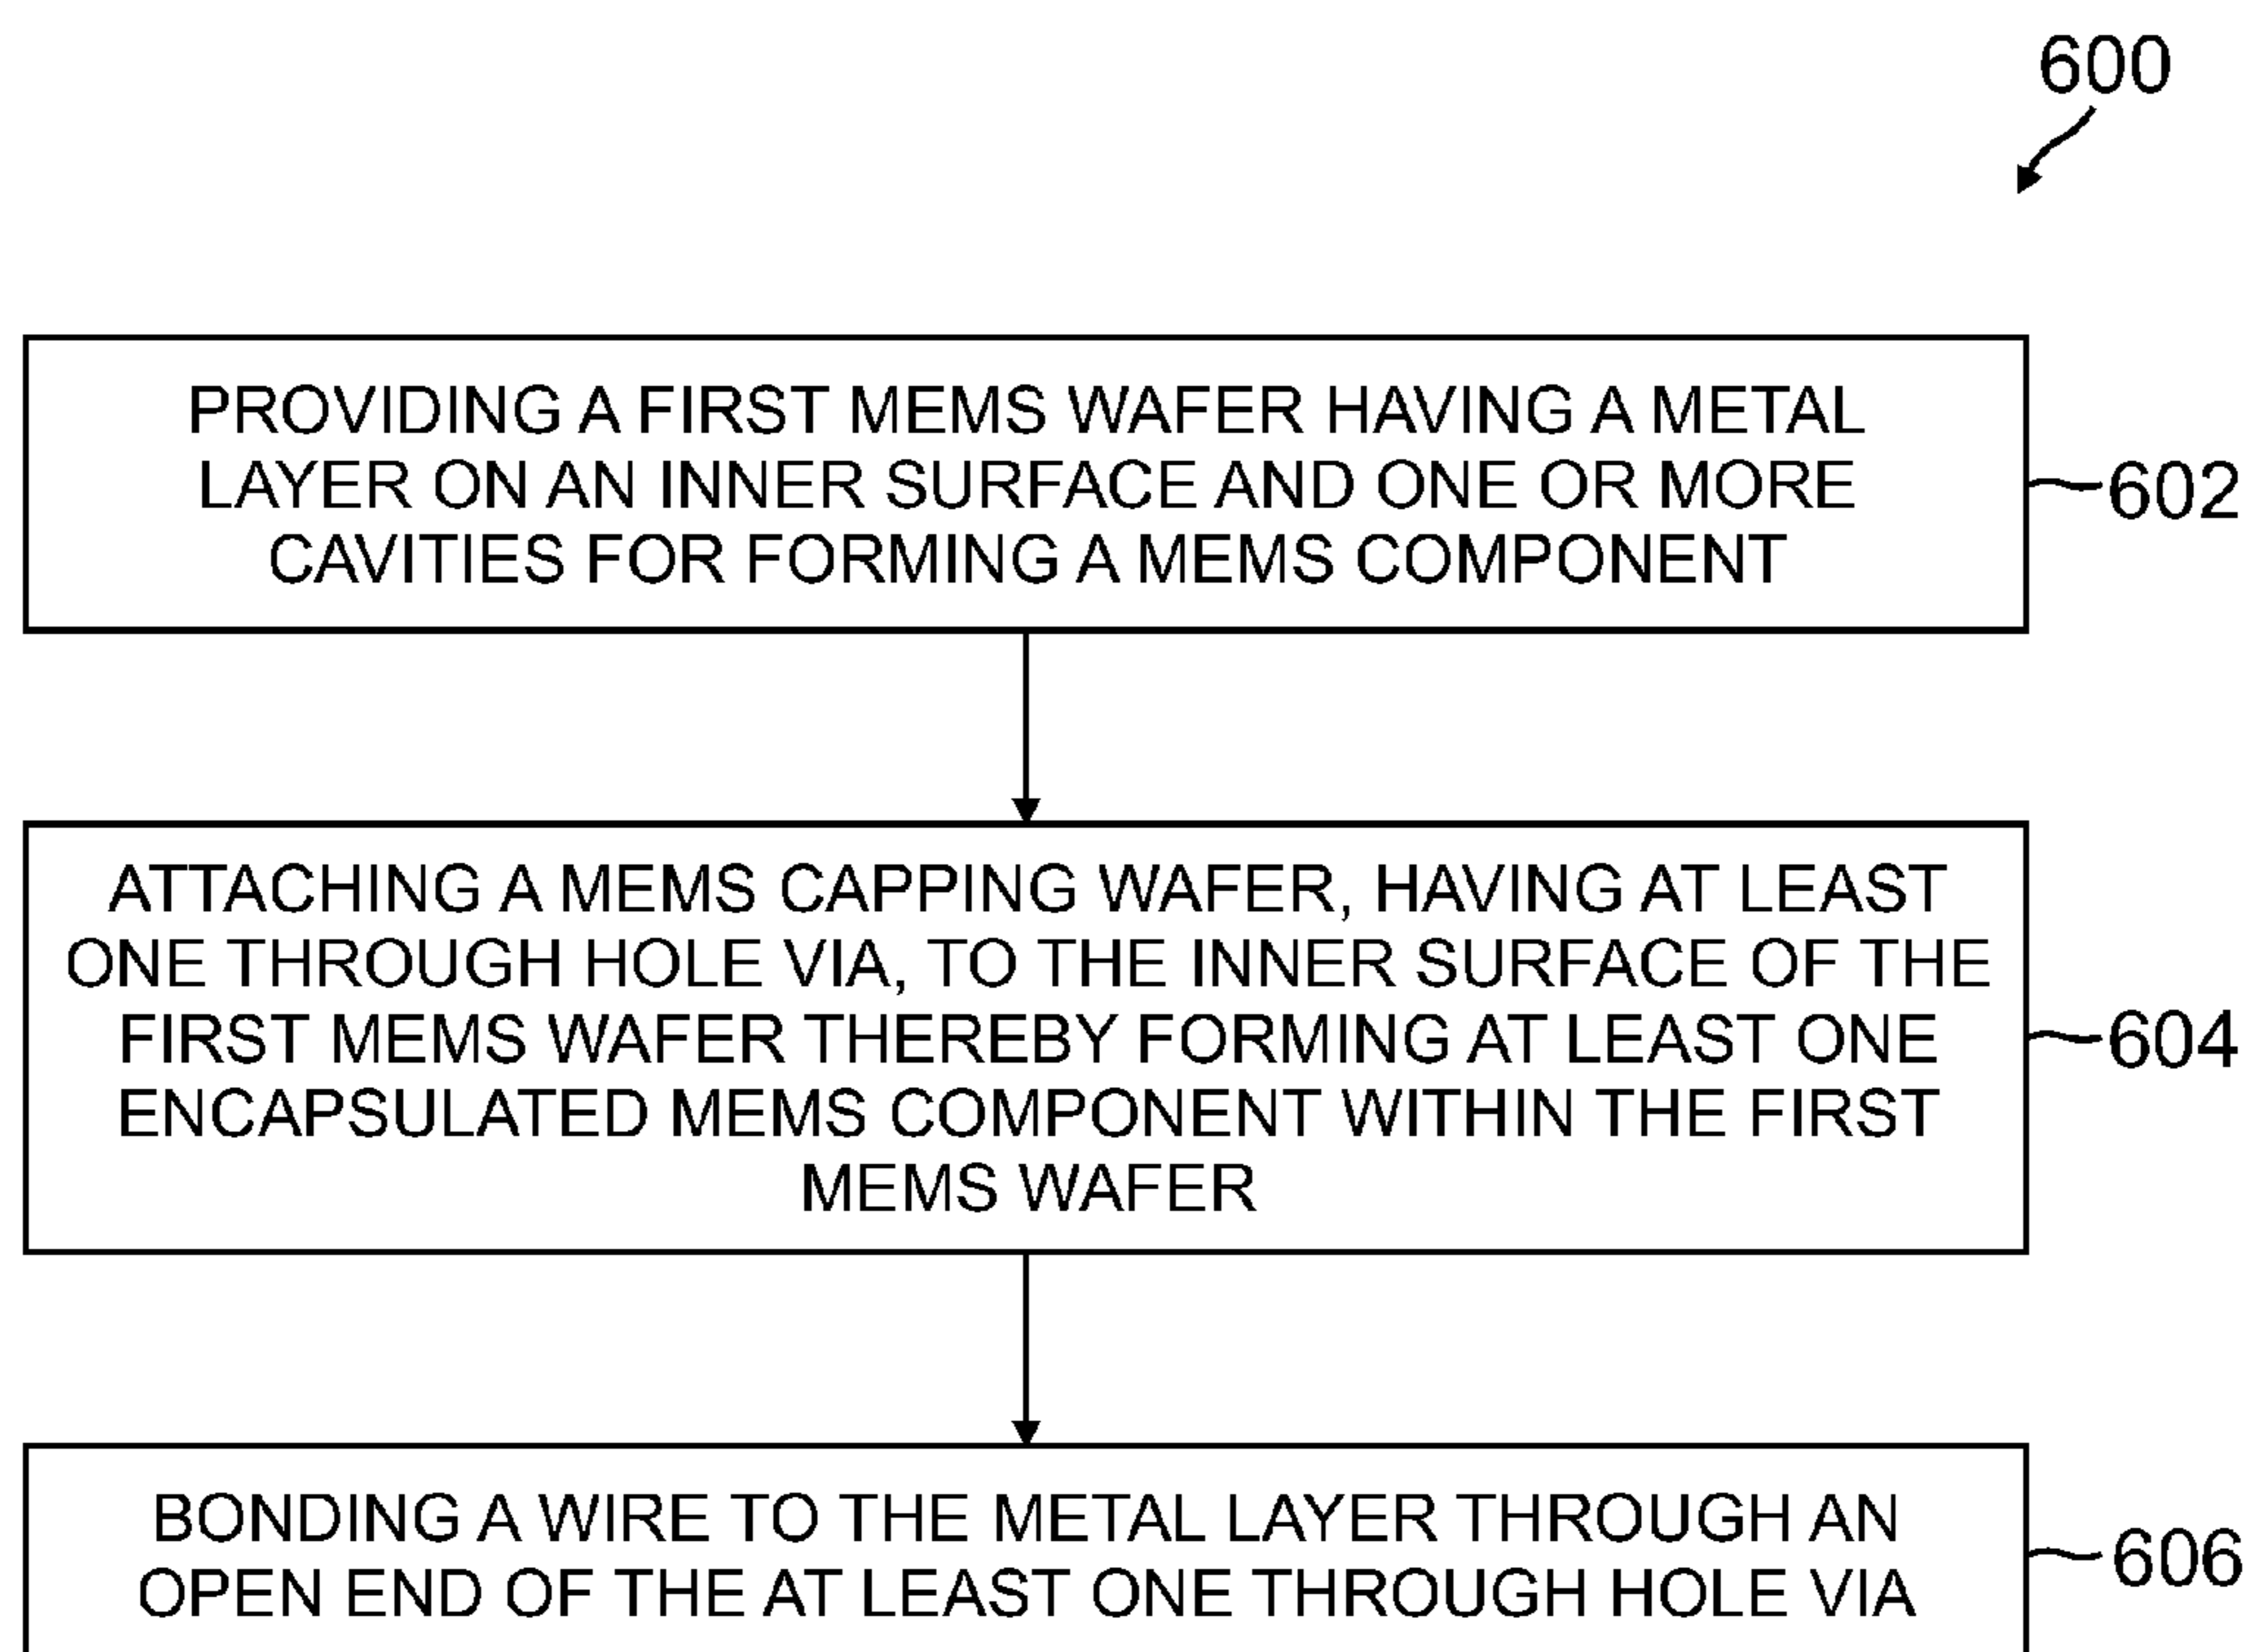 600
PROVIDING A FIRST MEMS WAFER HAVING A METAL
LAYER ON AN INNER SURFACE AND ONE OR MORE
CAVITIES FOR FORMING A MEMS COMPONENT
602
ATTACHING A MEMS CAPPING WAFER, HAVING AT LEAST
ONE THROUGH HOLE VIA, TO THE INNER SURFACE OF THE
FIRST MEMS WAFER THEREBY FORMING AT LEAST ONE
ENCAPSULATED MEMS COMPONENT WITHIN THE FIRST
MEMS WAFER
604
BONDING A WIRE TO THE METAL LAYER THROUGH AN
OPEN END OF THE AT LEAST ONE THROUGH HOLE VIA
606